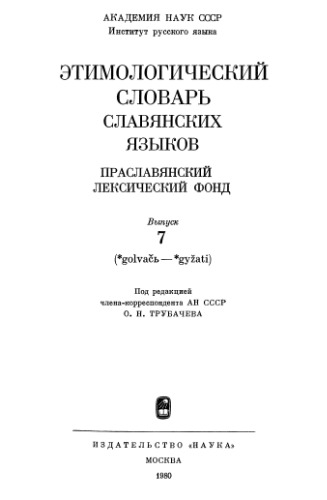 АКАДЕМИЯ НАУК СССР
Институт русского языка
ЭТИМОЛОГИЧЕСКИЙ
СЛОВАРЬ
СЛАВЯНСКИХ
ЯЗЫКОВ
ПРАСЛАВЯНСКИЙ
ЛЕКСИЧЕСКИЙ ФОНД
Выпуск
7
(*golvačь — *gyžati)
Под редакцией
члена-корреспондента АН СССР
О. Н. ТРУБАЧЕВА
ИЗДАТЕЛЬСТВО «НАУКА»
МОСКВА
1980